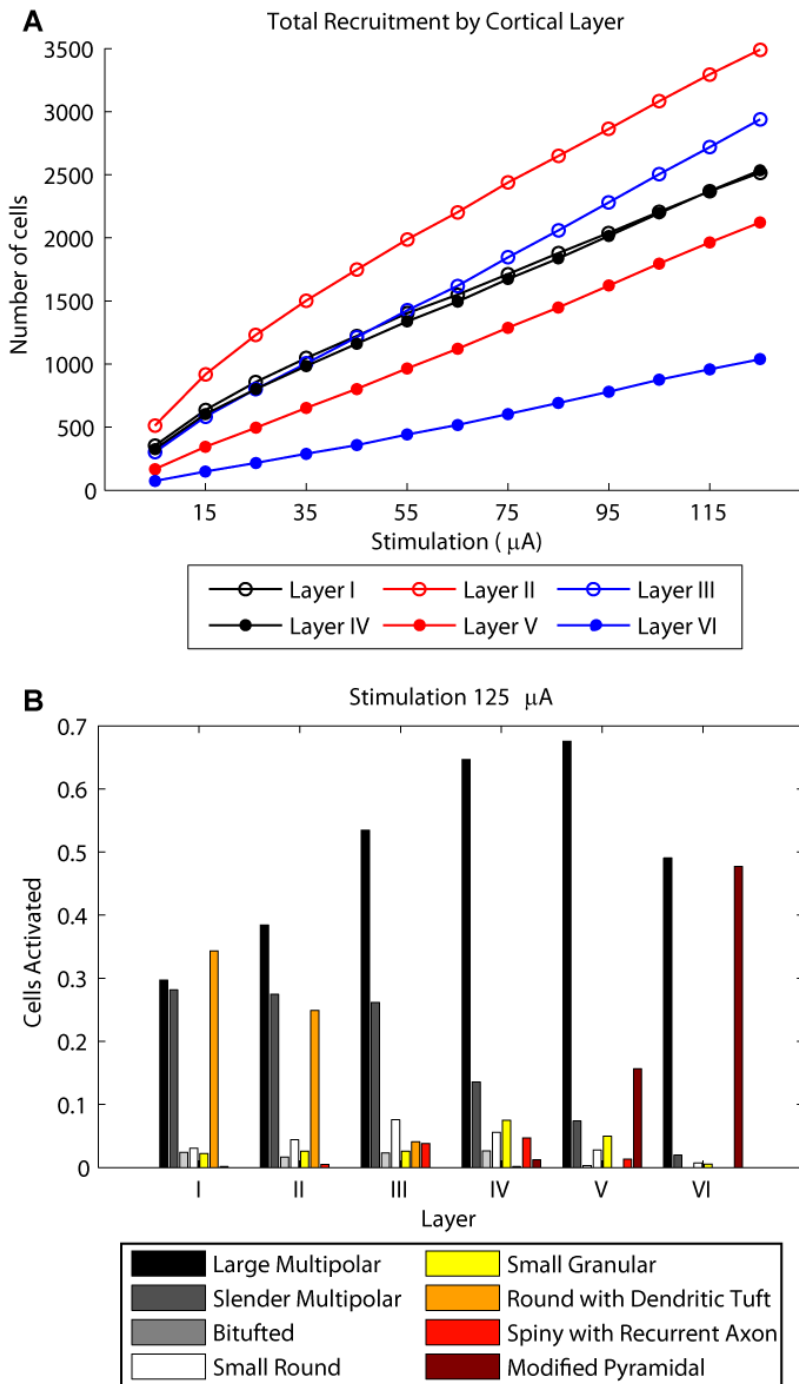 A
Total Recruitment by Cortical Layer
3500
3000
2500
2000
1500
1000
500
0
Number of cells
15 35 55 75 95 115
Stimulation ( μA)
Layer I Layer II Layer III
Layer IV Layer V Layer VI
B
Stimulation 125 μA
0.7
0.6
0.5
0.4
0.3
0.2
0.1
0
Cells Activated
I II III IV V VI
Layer
Large Multipolar Small Granular
Slender Multipolar Round with Dendritic Tuft
Bitufted Spiny with Recurrent Axon
Small Round Modified Pyramidal